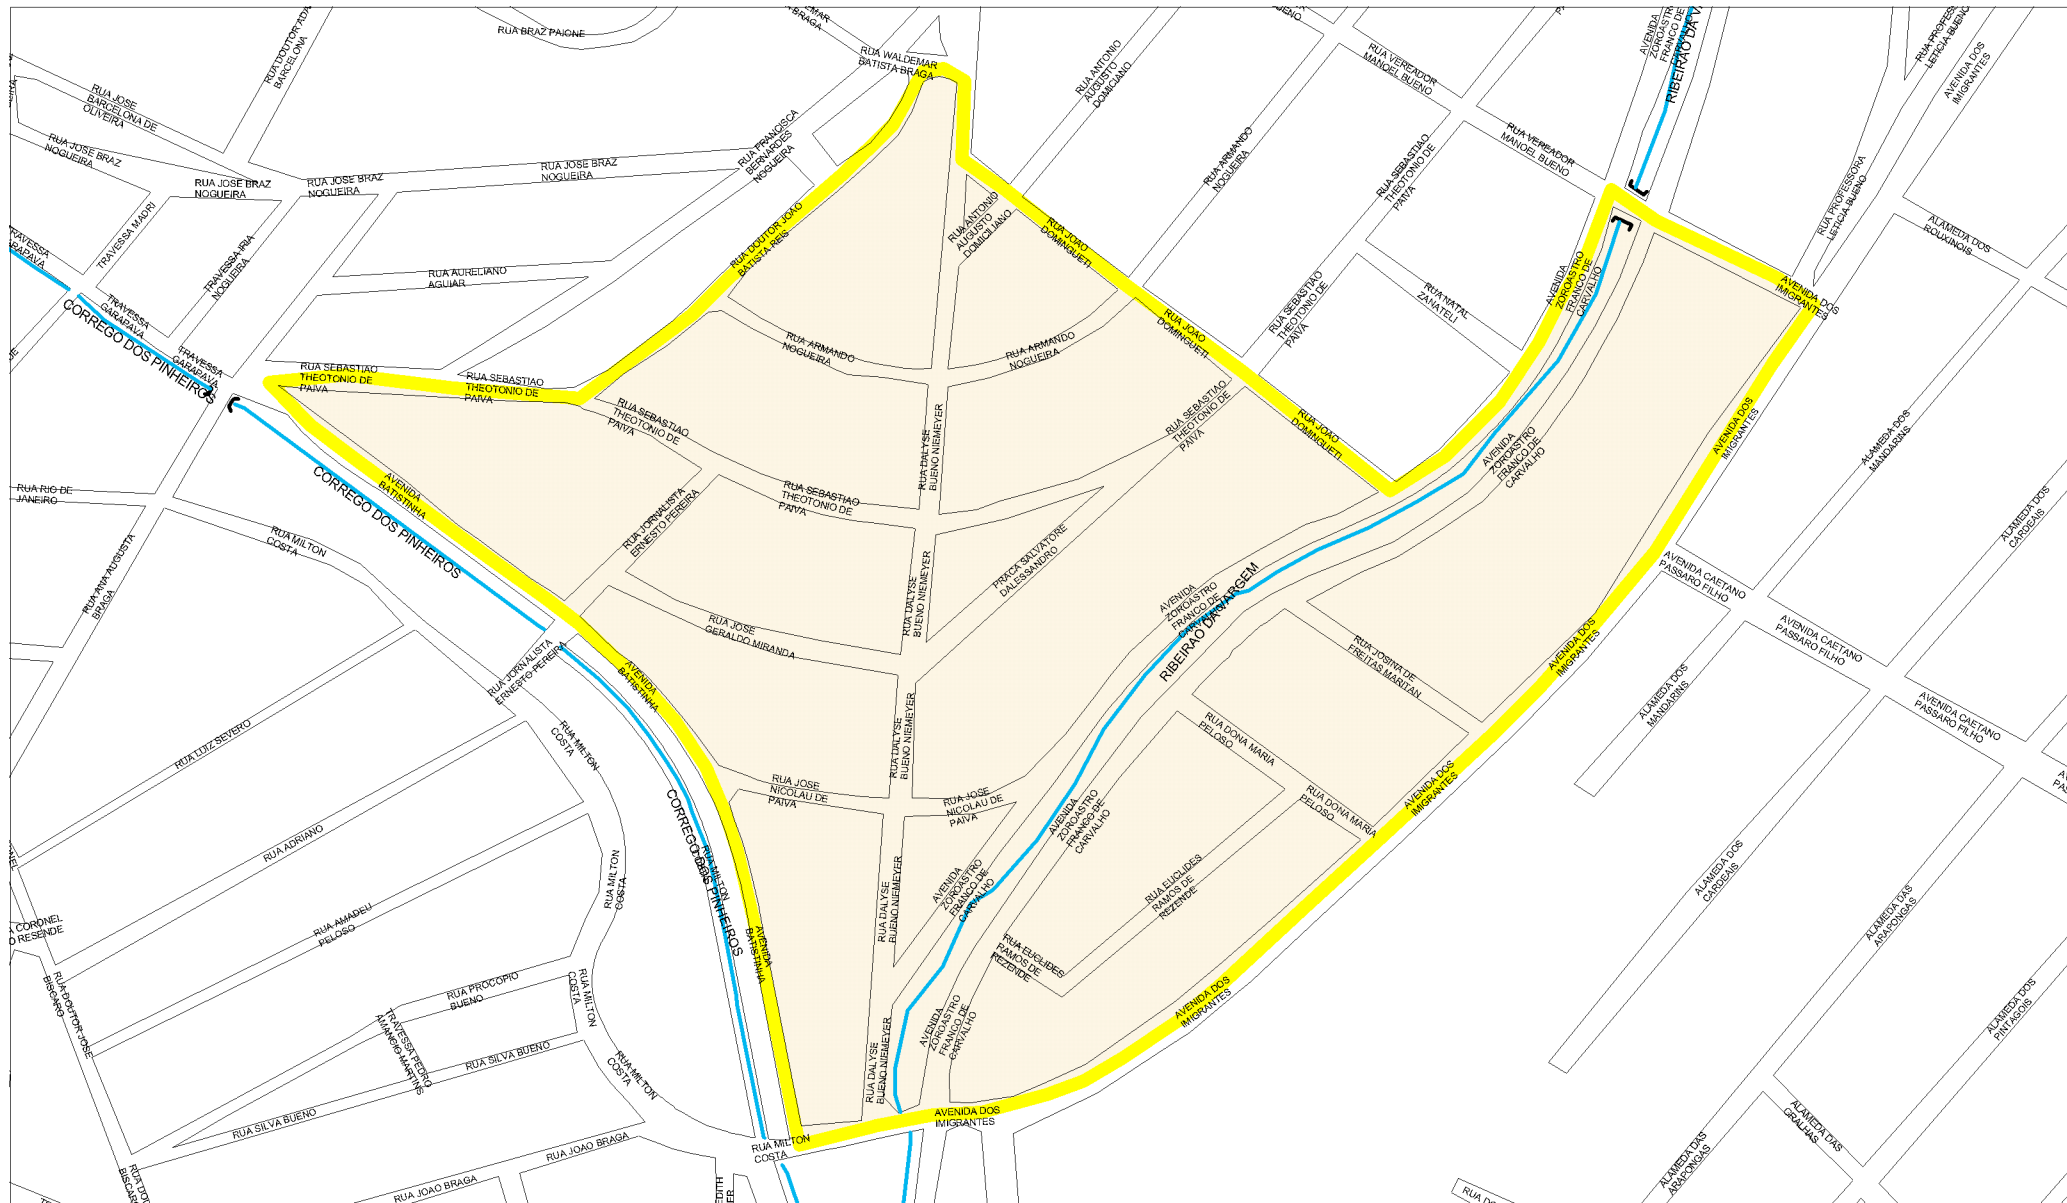 RUA BRAZ PAIONE
RUA WALDEMAR
BATISTA BRAGA
RUA ANTONIO
AUGUSTO
DOMICIANO
RUA VEREADOR
MANOEL BUENO
AVENIDA DOS
IMIGRANTES
RUA JOSE
BARCELONA DE
OLIVEIRA
RUA JOSE BRAZ
NOGUEIRA
RUA JOSE BRAZ
NOGUEIRA
RUA JOSE BRAZ
NOGUEIRA
RUA JOSE BRAZ
NOGUEIRA
RUA FRANCISCA
BERNARDES
NOGUEIRA
RUA ARMANDO
NOGUEIRA
RUA SEBASTIAO
THEOTONIO DE
PAIVA
RUA VEREADOR
MANOEL BUENO
RUA PROFESSORA
LETICIA BUENO
ALAMEDA DOS
ROUXINOIS
TRAVESSA MADRI
TRAVESSA IRIA
NOGUEIRA
RUA AURELIANO
AGUIAR
RUA DOUTOR JOAO
BATISTA REIS
RUA ANTONIO
AUGUSTO
DOMICILIANO
RUA JOAO
DOMINGUETI
AVENIDA
ZOROASTRO
FRANCO DE
CARVALHO
AVENIDA DOS
IMIGRANTES
TRAVESSA
GARAPAVA
TRAVESSA
GARAPAVA
CORREGO DOS PINHEIROS
RUA SEBASTIAO
THEOTONIO DE
PAIVA
RUA NATAL
ZANATELI
RUA JOAO
DOMINGUETI
RUA ARMANDO
NOGUEIRA
RUA ARMANDO
NOGUEIRA
RUA SEBASTIAO
THEOTONIO DE
PAIVA
RUA SEBASTIAO
THEOTONIO DE
PAIVA
RUA SEBASTIAO
THEOTONIO DE
PAIVA
RUA SEBASTIAO
THEOTONIO DE
PAIVA
RUA JOAO
DOMINGUETI
AVENIDA DOS
IMIGRANTES
ALAMEDA DOS
MANDARINS
RUA DALYSE
BUENO NIEMEYER
AVENIDA
ZOROASTRO
FRANCO DE
CARVALHO
AVENIDA
BATISTINHA
CORREGO DOS PINHEIROS
RUA RIO DE
JANEIRO
RUA MILTON
COSTA
RUA SEBASTIAO
THEOTONIO DE
PAIVA
RUA JORNALISTA
ERNESTO PEREIRA
ALAMEDA DOS
CARDEAIS
RUA ANA AUGUSTA
BRAGA
RUA DALYSE
BUENO NIEMEYER
PRACA SALVATORE
DALESSANDRO
AVENIDA
ZOROASTRO
FRANCO DE
CARVALHO
RIBEIRAO DA VARGEM
AVENIDA CAETANO
PASSARO FILHO
AVENIDA CAETANO
PASSARO FILHO
RUA JOSE
GERALDO MIRANDA
RUA JOSINA DE
FREITAS MARITAN
AVENIDA DOS
IMIGRANTES
RUA JORNALISTA
ERNESTO PEREIRA
AVENIDA
BATISTINHA
ALAMEDA DOS
MANDARINS
AVENIDA CAETANO
PASSARO FILHO
RUA LUIZ SEVERO
RUA MILTON
COSTA
RUA DALYSE
BUENO NIEMEYER
RUA DONA MARIA
PELOSO
RUA JOSE
NICOLAU DE
PAIVA
RUA JOSE
NICOLAU DE
PAIVA
AVENIDA
ZOROASTRO
FRANCO DE
CARVALHO
RUA DONA MARIA
PELOSO
AVENIDA DOS
IMIGRANTES
RUA ADRIANO
CORREGO DOS PINHEIROS
RUA MILTON
RUA MILTON
COSTA
ALAMEDA DOS
CARDEAIS
RUA AMADEU
PELOSO
RUA DALYSE
BUENO NIEMEYER
AVENIDA
ZOROASTRO
FRANCO DE
CARVALHO
RUA EUCLIDES
RAMOS DE
REZENDE
ALAMEDA DAS
ARAPONGAS
AVENIDA
BATISTINHA
RUA EUCLIDES
RAMOS DE
REZENDE
RUA PROCOPIO
BUENO
RUA MILTON
COSTA
RUA DOUTOR JOSE
BISCARO
TRAVESSA PEDRO
AMANCIO MARTINS
RUA SILVA BUENO
RUA SILVA BUENO
RUA MILTON
COSTA
RUA DALYSE
BUENO NIEMEYER
AVENIDA
ZOROASTRO
FRANCO DE
CARVALHO
AVENIDA DOS
IMIGRANTES
ALAMEDA DOS
PINTAGOIS
AVENIDA DOS
IMIGRANTES
RUA MILTON
COSTA
RUA JOAO BRAGA
RUA JOAO BRAGA
ALAMEDA DAS
GRALHAS
ALAMEDA DAS
ARAPONGAS